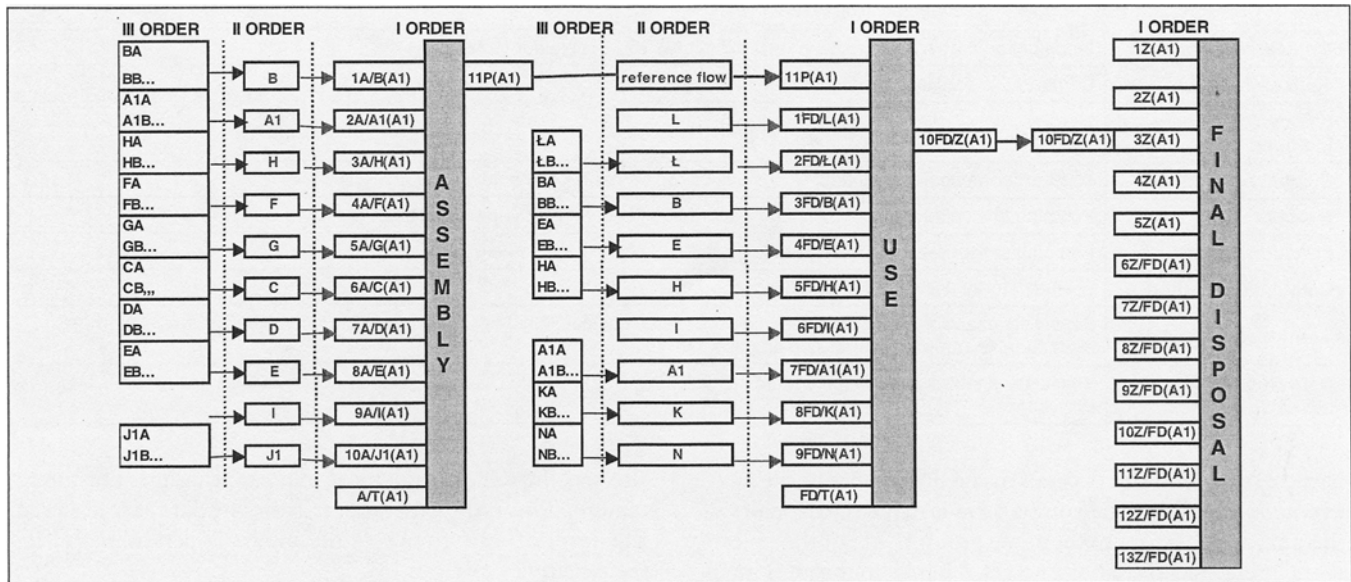 III ORDER II ORDER I ORDER III ORDER II ORDER I ORDER I ORDER
BA
BB... B 1A/B(A1) 11P(A1) reference flow 11P(A1) 1Z(A1)
A1A
A1B... A1 2A/A1(A1) L 1FD/L(A1) 2Z(A1)
HA ŁA
HB... H 3A/H(A1) ŁB... Ł 2FD/Ł(A1) 10FD/Z(A1) 10FD/Z(A1) 3Z(A1)
FA BA
FB... F 4A/F(A1) BB... B 3FD/B(A1) 4Z(A1)
GA EA
GB... G 5A/G(A1) EB... E 4FD/E(A1) 5Z(A1)
CA HA
CB,,, C 6A/C(A1) HB... H 5FD/H(A1) 6Z/FD(A1)
DA
DB... D 7A/D(A1) I 6FD/I(A1) 7Z/FD(A1)
EA A1A
EB... E 8A/E(A1) A1B... A1 7FD/A1(A1) 8Z/FD(A1)
KA
I 9A/I(A1) KB... K 8FD/K(A1) 9Z/FD(A1)
J1A NA
J1B... J1 10A/J1(A1) NB... N 9FD/N(A1) 10Z/FD(A1)
A/T(A1) FD/T(A1) 11Z/FD(A1)
12Z/FD(A1)
13Z/FD(A1)
ASSEMBLY
USE
FINAL DISPOSAL